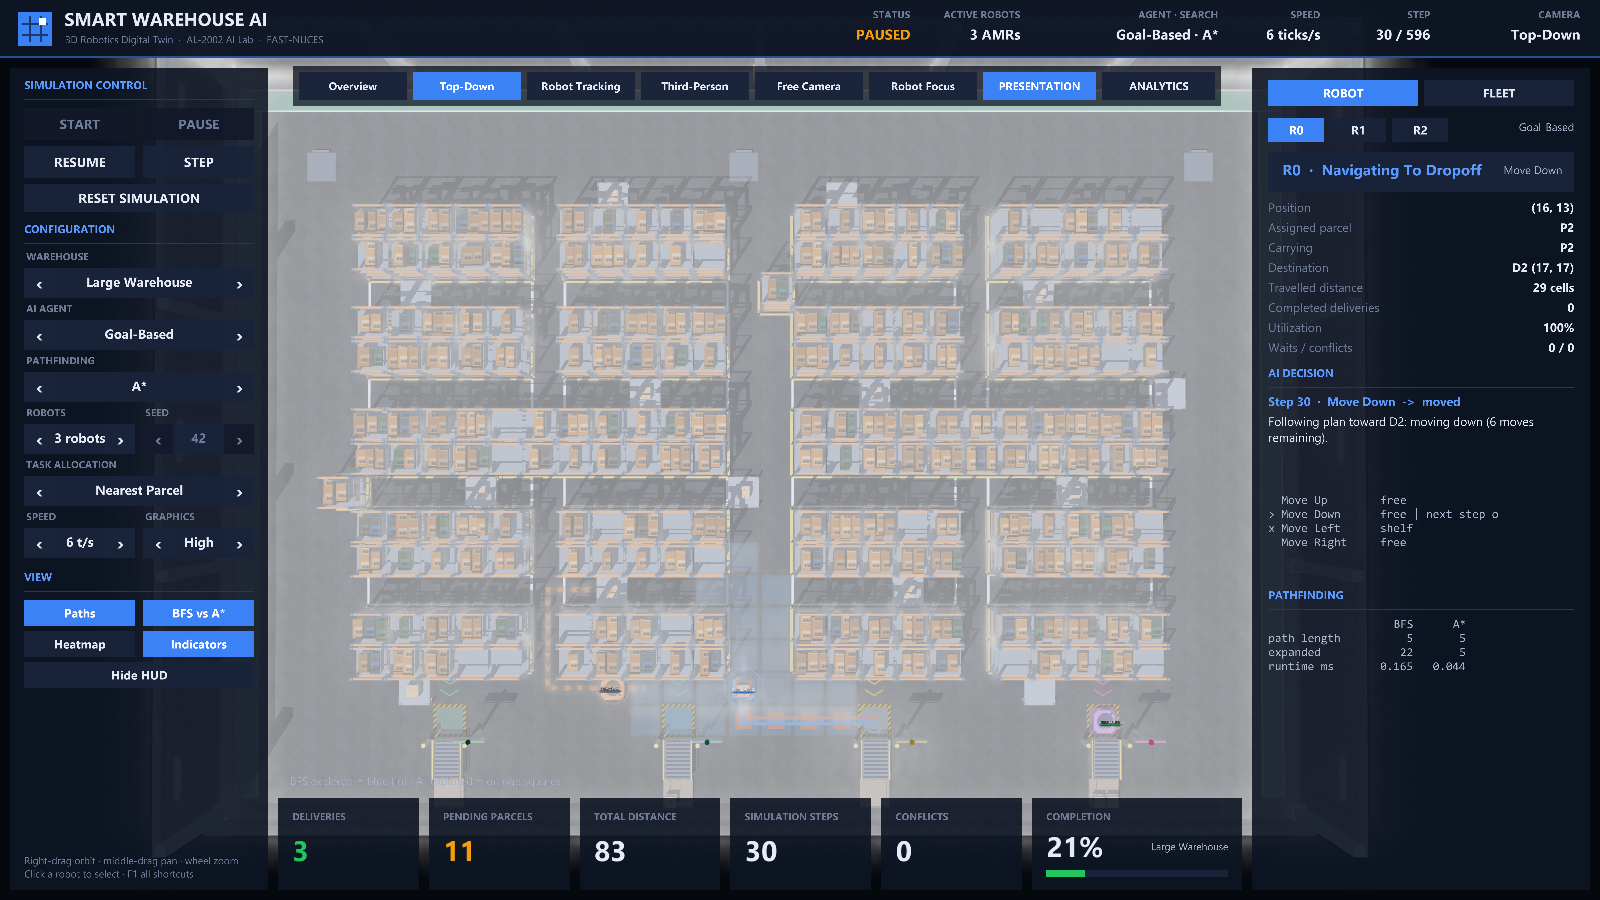 SMART WAREHOUSE AI
3D Robotics Digital Twin · AL-2002 AI Lab · FAST-NUCES
STATUS
PAUSED
ACTIVE ROBOTS
3 AMRs
AGENT · SEARCH
Goal-Based · A*
SPEED
6 ticks/s
STEP
30 / 596
CAMERA
Top-Down
Overview
Top-Down
Robot Tracking
Third-Person
Free Camera
Robot Focus
PRESENTATION
ANALYTICS
SIMULATION CONTROL
START
PAUSE
RESUME
STEP
RESET SIMULATION
CONFIGURATION
WAREHOUSE
‹ Large Warehouse ›
AI AGENT
‹ Goal-Based ›
PATHFINDING
‹ A* ›
ROBOTS
SEED
‹ 3 robots ›
‹ 42 ›
TASK ALLOCATION
‹ Nearest Parcel ›
SPEED
GRAPHICS
‹ 6 t/s ›
‹ High ›
VIEW
Paths
BFS vs A*
Heatmap
Indicators
Hide HUD
Right-drag orbit · middle-drag pan · wheel zoom
Click a robot to select · F1 all shortcuts
DELIVERIES
3
PENDING PARCELS
11
TOTAL DISTANCE
83
SIMULATION STEPS
30
CONFLICTS
0
COMPLETION
21%
Large Warehouse
ROBOT
FLEET
R0
R1
R2
Goal-Based
R0 · Navigating To Dropoff
Move Down
Position (16, 13)
Assigned parcel P2
Carrying P2
Destination D2 (17, 17)
Travelled distance 29 cells
Completed deliveries 0
Utilization 100%
Waits / conflicts 0 / 0
AI DECISION
Step 30 · Move Down -> moved
Following plan toward D2: moving down (6 moves
remaining).
Move Up free
> Move Down free | next step o
x Move Left shelf
Move Right free
PATHFINDING
BFS A*
path length 5 5
expanded 22 5
runtime ms 0.165 0.044